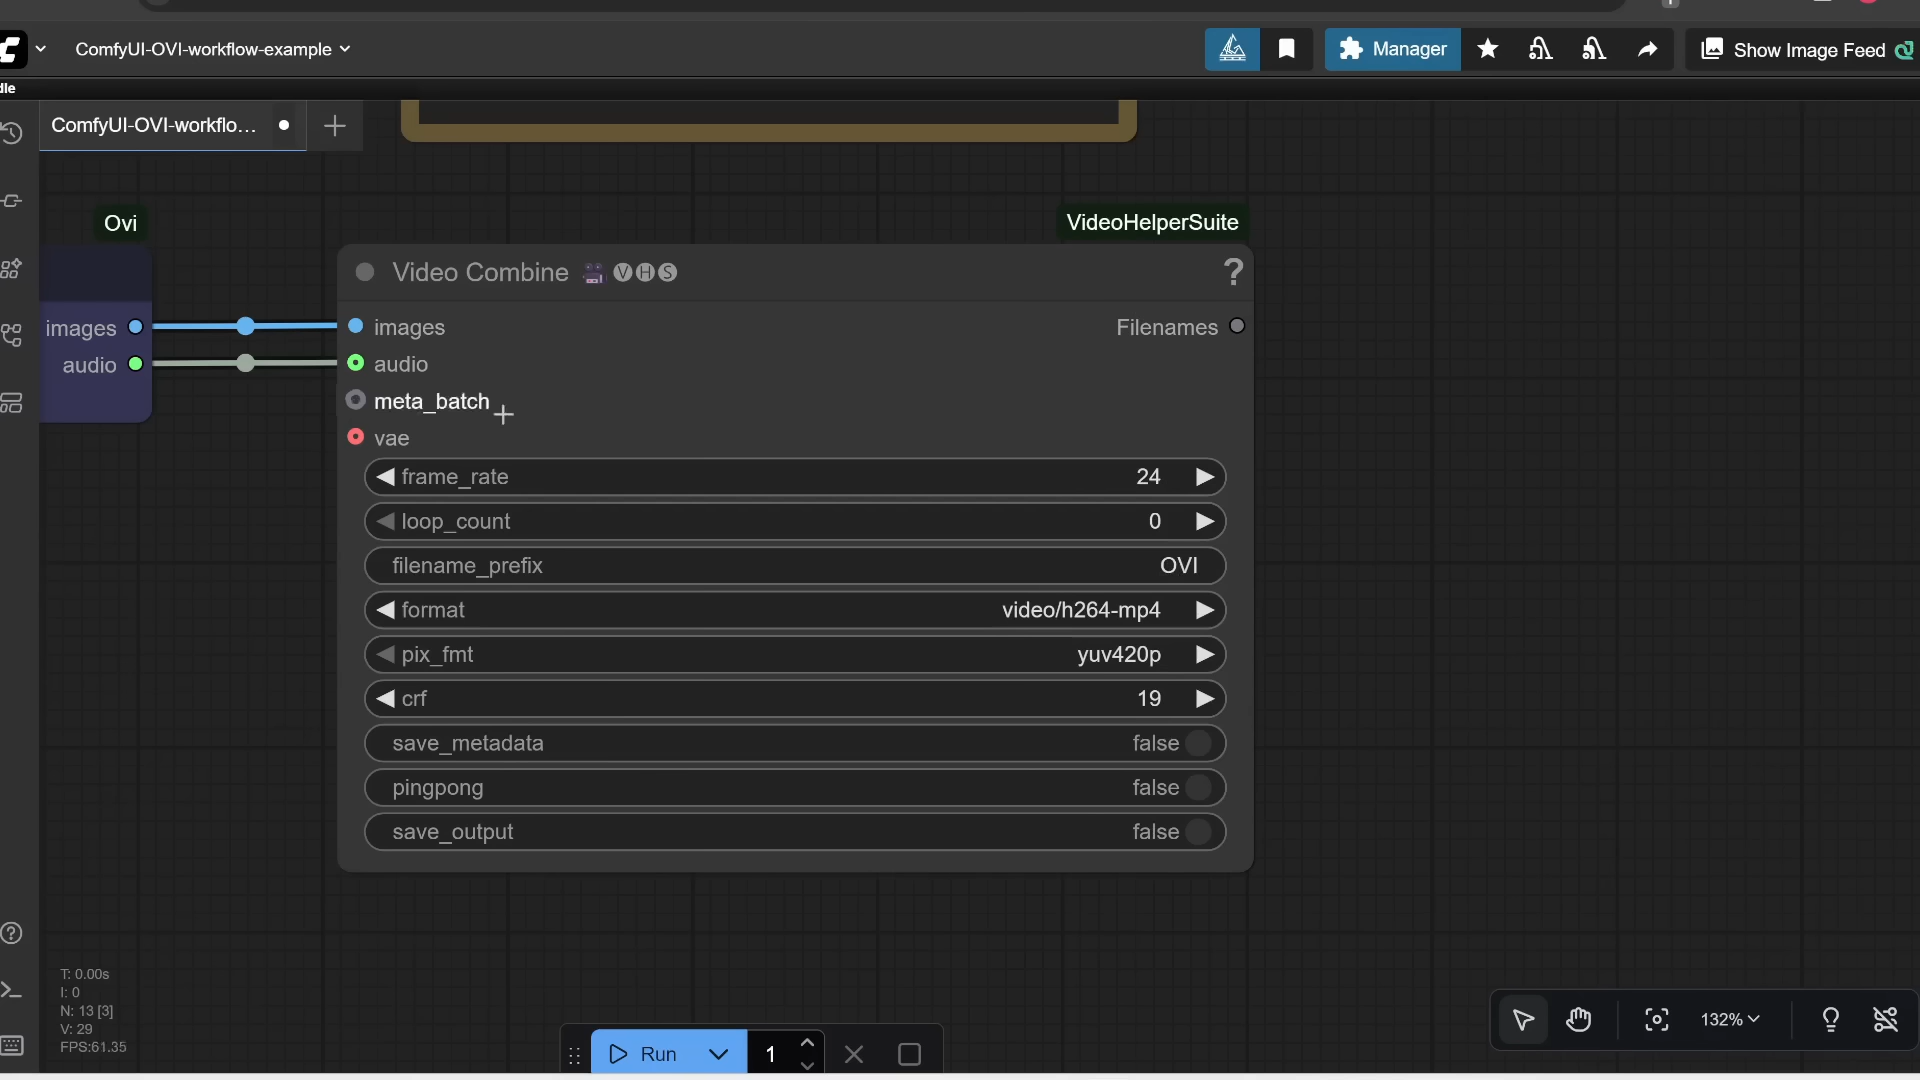 ComfyUI-OVI-workflow-example
Manager
Show Image Feed
dle
ComfyUI-OVI-workflo...
Ovi
VideoHelperSuite
Video Combine 🎥🅥🅗🅢
?
images
images
Filenames
audio
audio
meta_batch
vae
frame_rate 24
loop_count 0
filename_prefix OVI
format video/h264-mp4
pix_fmt yuv420p
crf 19
save_metadata false
pingpong false
save_output false
T: 0.00s
I: 0
N: 13 [3]
V: 29
FPS:61.35
Run
1
132%